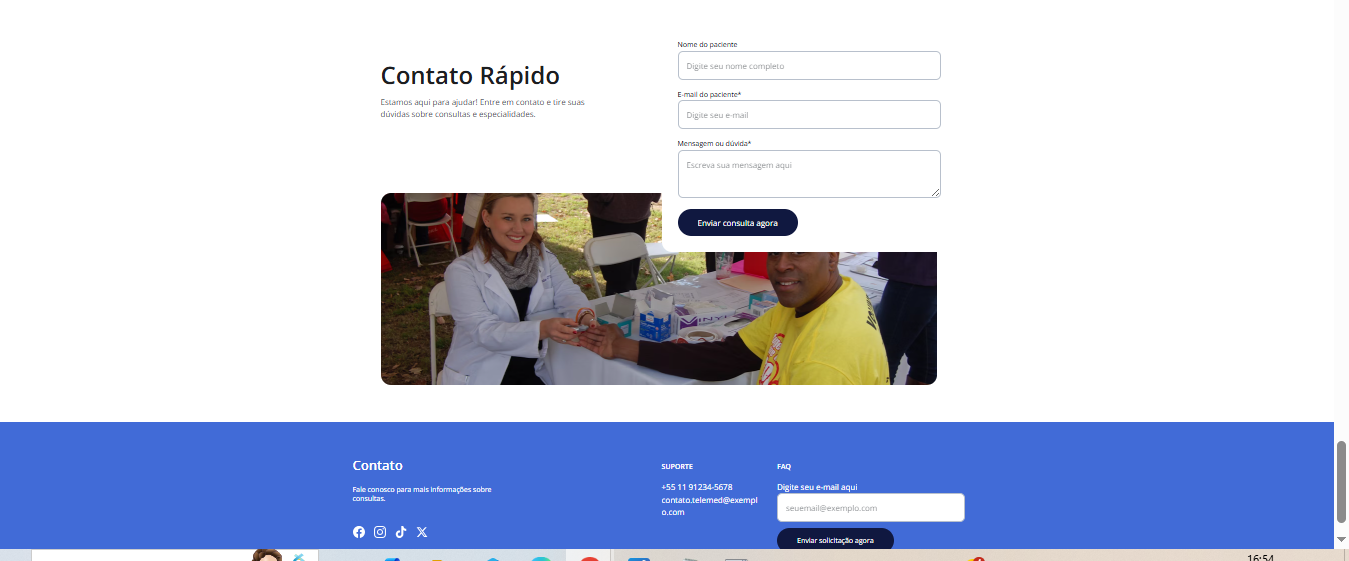 Nome do paciente
Digite seu nome completo
Contato Rápido
Estamos aqui para ajudar! Entre em contato e tire suas
dúvidas sobre consultas e especialidades.
E-mail do paciente*
Digite seu e-mail
Mensagem ou dúvida*
Escreva sua mensagem aqui
Enviar consulta agora
VINYL
Contato
Fale conosco para mais informações sobre
consultas.
SUPORTE
+55 11 91234-5678
contato.telemed@exempl
o.com
FAQ
Digite seu e-mail aqui
seuemail@exemplo.com
Enviar solicitação agora
16:54